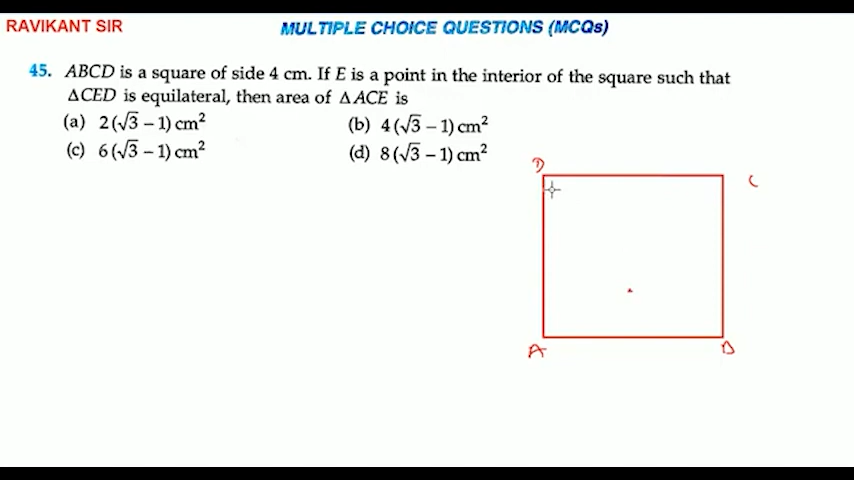 RAVIKANT SIR
MULTIPLE CHOICE QUESTIONS (MCQs)
45. ABCD is a square of side 4 cm. If E is a point in the interior of the square such that
ΔCED is equilateral, then area of ΔACE is
(a) 2(√3 – 1) cm² (b) 4(√3 – 1) cm²
(c) 6(√3 – 1) cm² (d) 8(√3 – 1) cm²
D C
A B